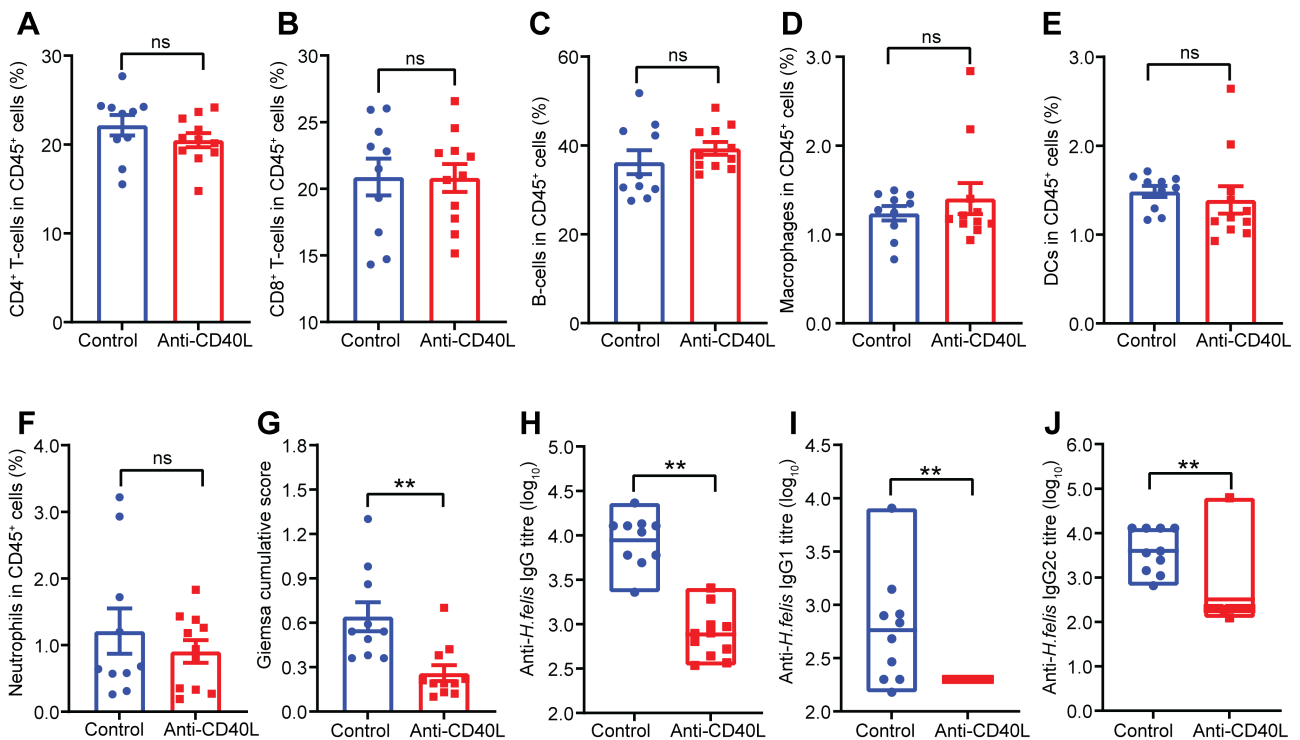 A
B
C
D
E
CD4⁺ T-cells in CD45⁺ cells (%)
30
20
10
0
ns
Control Anti-CD40L
CD8⁺ T-cells in CD45⁺ cells (%)
30
25
20
15
10
ns
Control Anti-CD40L
B-cells in CD45⁺ cells (%)
60
40
20
0
ns
Control Anti-CD40L
Macrophages in CD45⁺ cells (%)
3.0
2.0
1.0
0.0
ns
Control Anti-CD40L
DCs in CD45⁺ cells (%)
3.0
2.0
1.0
0.0
ns
Control Anti-CD40L
F
G
H
I
J
Neutrophils in CD45⁺ cells (%)
4.0
3.0
2.0
1.0
0.0
ns
Control Anti-CD40L
Giemsa cumulative score
1.8
1.5
1.2
0.9
0.6
0.3
0.0
**
Control Anti-CD40L
Anti-H.felis IgG titre (log₁₀)
5.0
4.5
4.0
3.5
3.0
2.5
2.0
**
Control Anti-CD40L
Anti-H.felis IgG1 titre (log₁₀)
4.5
4.0
3.5
3.0
2.5
2.0
**
Control Anti-CD40L
Anti-H.felis IgG2c titre (log₁₀)
6.0
5.0
4.0
3.0
2.0
1.0
0.0
**
Control Anti-CD40L